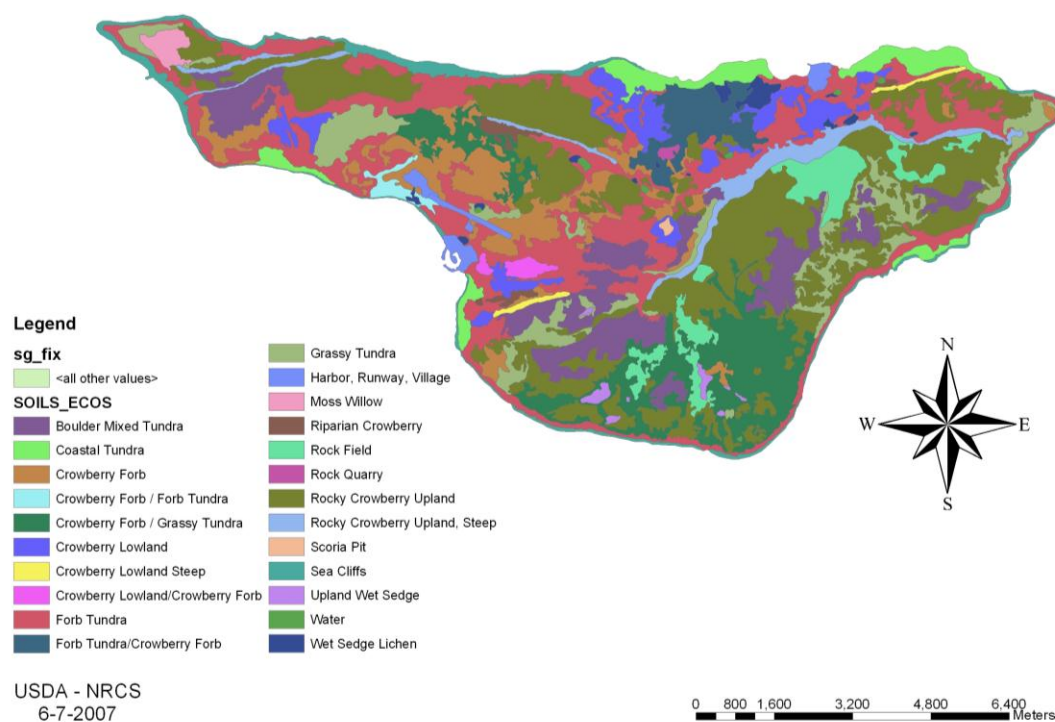 Legend
sg_fix
<all other values>
SOILS_ECOS
Boulder Mixed Tundra
Coastal Tundra
Crowberry Forb
Crowberry Forb / Forb Tundra
Crowberry Forb / Grassy Tundra
Crowberry Lowland
Crowberry Lowland Steep
Crowberry Lowland/Crowberry Forb
Forb Tundra
Forb Tundra/Crowberry Forb
Grassy Tundra
Harbor, Runway, Village
Moss Willow
Riparian Crowberry
Rock Field
Rock Quarry
Rocky Crowberry Upland
Rocky Crowberry Upland, Steep
Scoria Pit
Sea Cliffs
Upland Wet Sedge
Water
Wet Sedge Lichen
N
W E
S
USDA - NRCS
6-7-2007
0 800 1,600 3,200 4,800 6,400
Meters